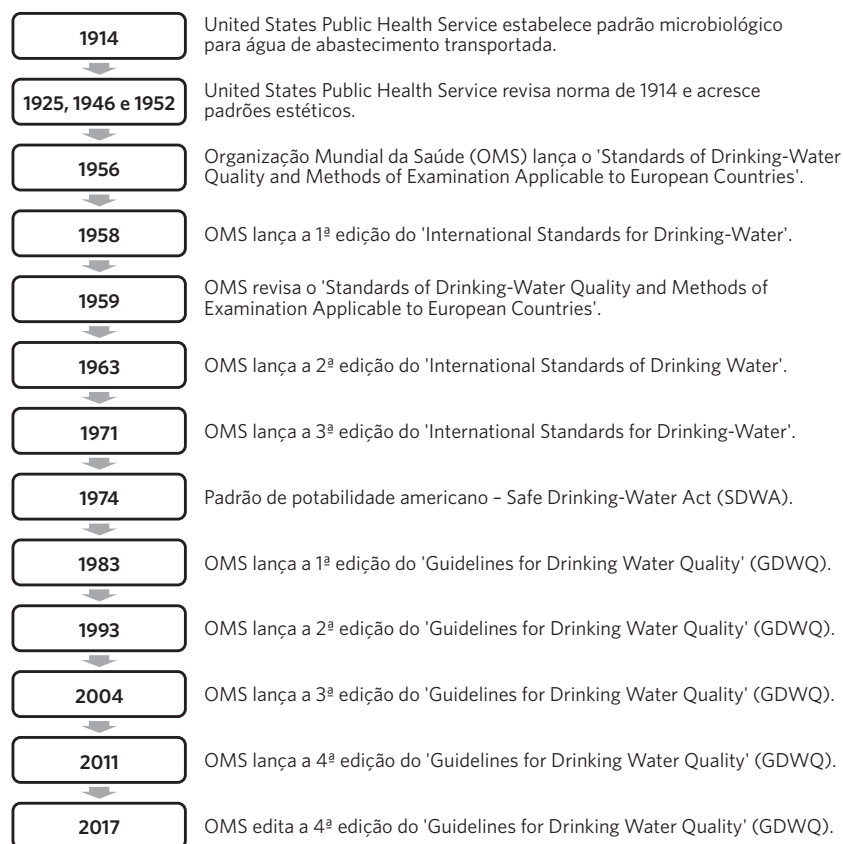 1914
United States Public Health Service estabelece padrão microbiológico
para água de abastecimento transportada.
1925, 1946 e 1952
United States Public Health Service revisa norma de 1914 e acresce
padrões estéticos.
1956
Organização Mundial da Saúde (OMS) lança o 'Standards of Drinking-Water
Quality and Methods of Examination Applicable to European Countries'.
1958
OMS lança a 1ª edição do 'International Standards for Drinking-Water'.
1959
OMS revisa o 'Standards of Drinking-Water Quality and Methods of
Examination Applicable to European Countries'.
1963
OMS lança a 2ª edição do 'International Standards of Drinking Water'.
1971
OMS lança a 3ª edição do 'International Standards for Drinking-Water'.
1974
Padrão de potabilidade americano – Safe Drinking-Water Act (SDWA).
1983
OMS lança a 1ª edição do 'Guidelines for Drinking Water Quality' (GDWQ).
1993
OMS lança a 2ª edição do 'Guidelines for Drinking Water Quality' (GDWQ).
2004
OMS lança a 3ª edição do 'Guidelines for Drinking Water Quality' (GDWQ).
2011
OMS lança a 4ª edição do 'Guidelines for Drinking Water Quality' (GDWQ).
2017
OMS edita a 4ª edição do 'Guidelines for Drinking Water Quality' (GDWQ).